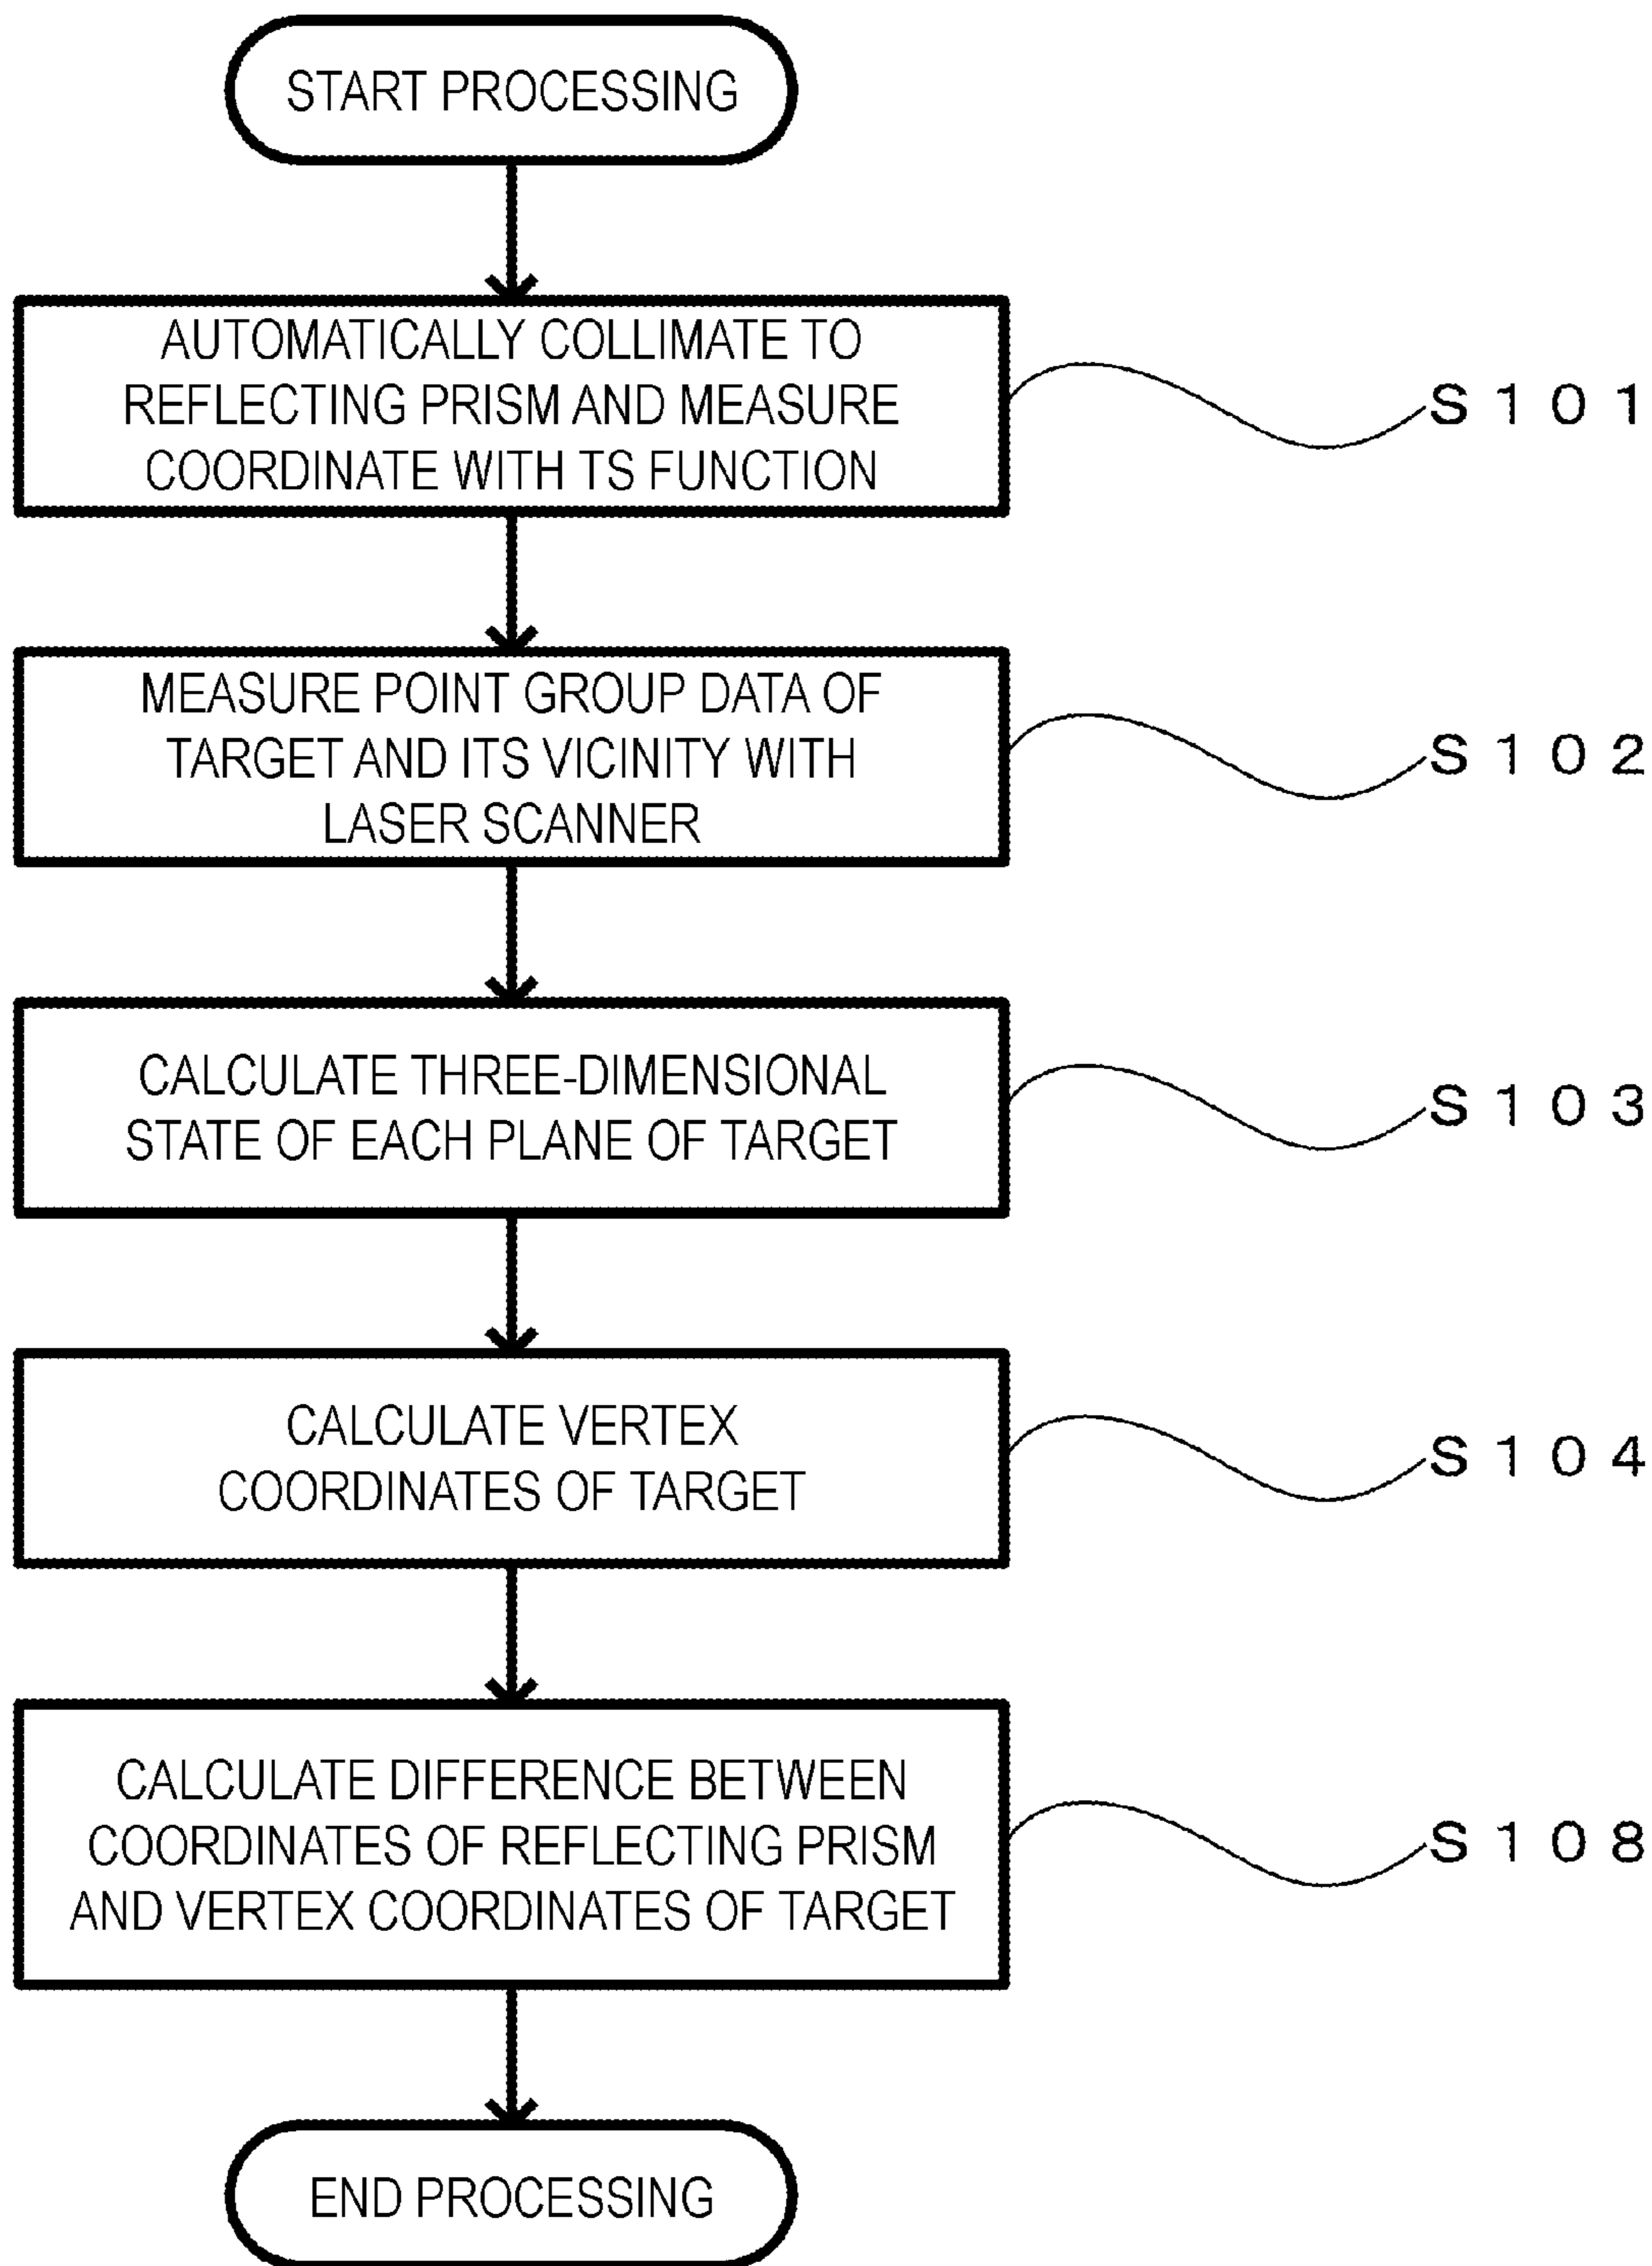 START PROCESSING
AUTOMATICALLY COLLIMATE TO
REFLECTING PRISM AND MEASURE
COORDINATE WITH TS FUNCTION
S101
MEASURE POINT GROUP DATA OF
TARGET AND ITS VICINITY WITH
LASER SCANNER
S102
CALCULATE THREE-DIMENSIONAL
STATE OF EACH PLANE OF TARGET
S103
CALCULATE VERTEX
COORDINATES OF TARGET
S104
CALCULATE DIFFERENCE BETWEEN
COORDINATES OF REFLECTING PRISM
AND VERTEX COORDINATES OF TARGET
S108
END PROCESSING